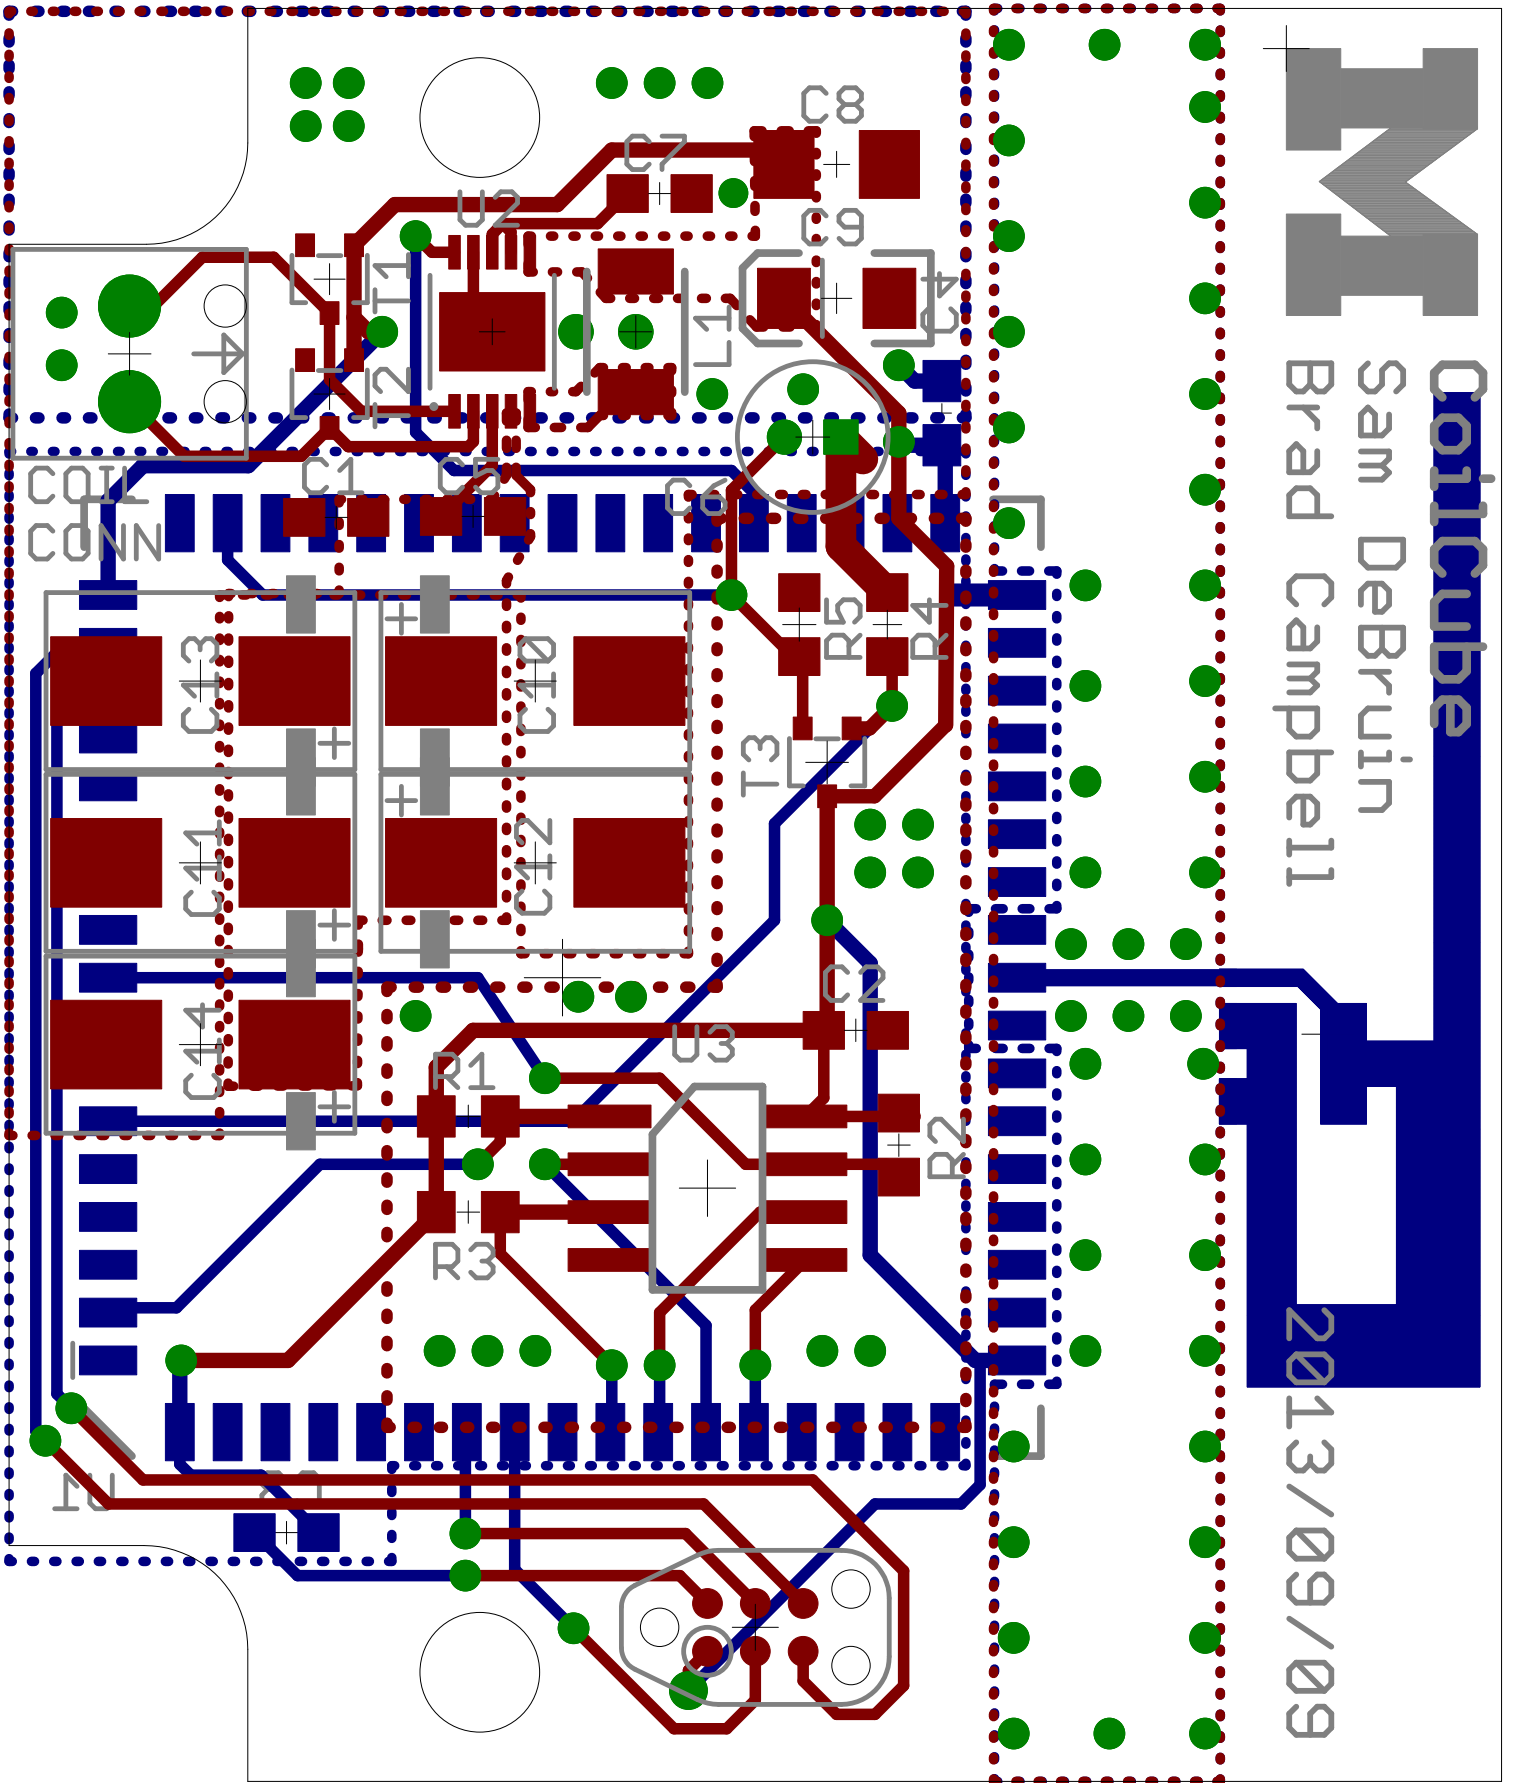 C8
C7
U2
C9
T1
C4
L1
T2
COIL
CONN
C1
C5
C6
R5
R4
C13
C10
T3
C11
C12
C14
C2
U3
R1
R2
R3
U1
M
CoilCube
Sam DeBruin
Brad Campbell
2013/09/09
+
+
+
+
+